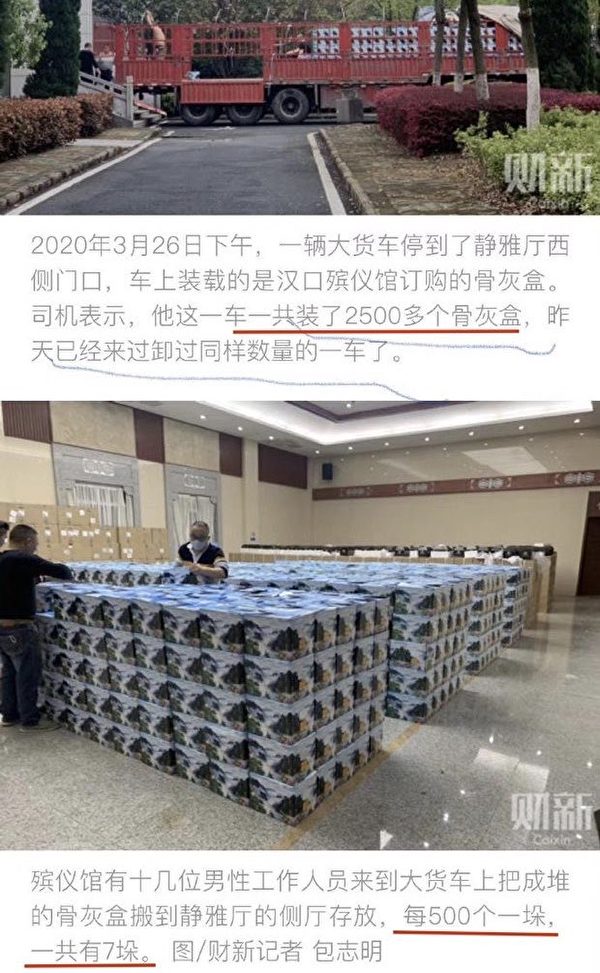 财新
Caixin
2020年3月26日下午，一辆大货车停到了静雅厅西
侧门口，车上装载的是汉口殡仪馆订购的骨灰盒。
司机表示，他这一车一共装了2500多个骨灰盒，昨
天已经来过卸过同样数量的一车了。
财新
Caixin
殡仪馆有十几位男性工作人员来到大货车上把成堆
的骨灰盒搬到静雅厅的侧厅存放，每500个一垛，
一共有7垛。图/财新记者 包志明